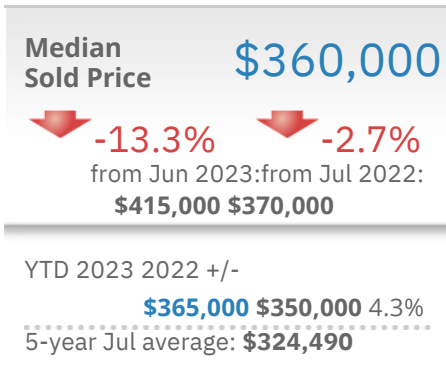 Median
Sold Price
$360,000
-13.3% -2.7%
from Jun 2023:from Jul 2022:
$415,000 $370,000
YTD 2023 2022 +/-
$365,000 $350,000 4.3%
5-year Jul average: $324,490